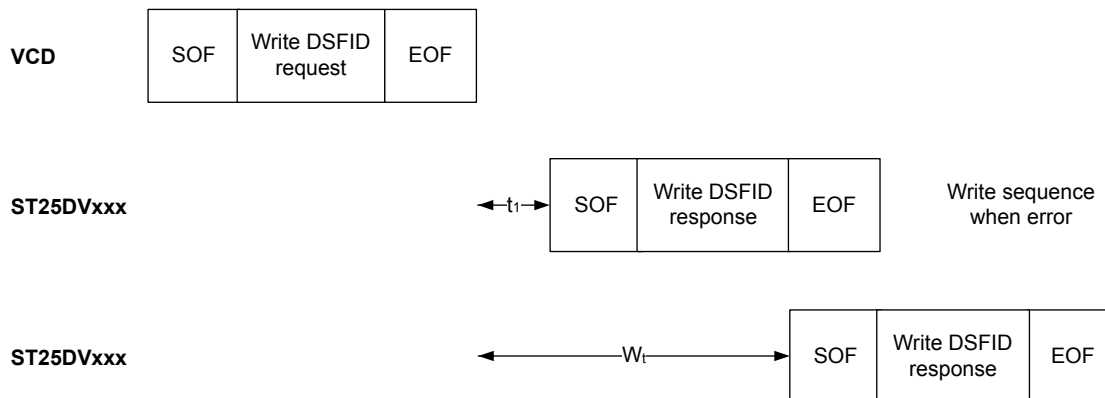 VCD
SOF
Write DSFID
request
EOF
ST25DVxxx
t1
SOF
Write DSFID
response
EOF
Write sequence
when error
ST25DVxxx
Wt
SOF
Write DSFID
response
EOF